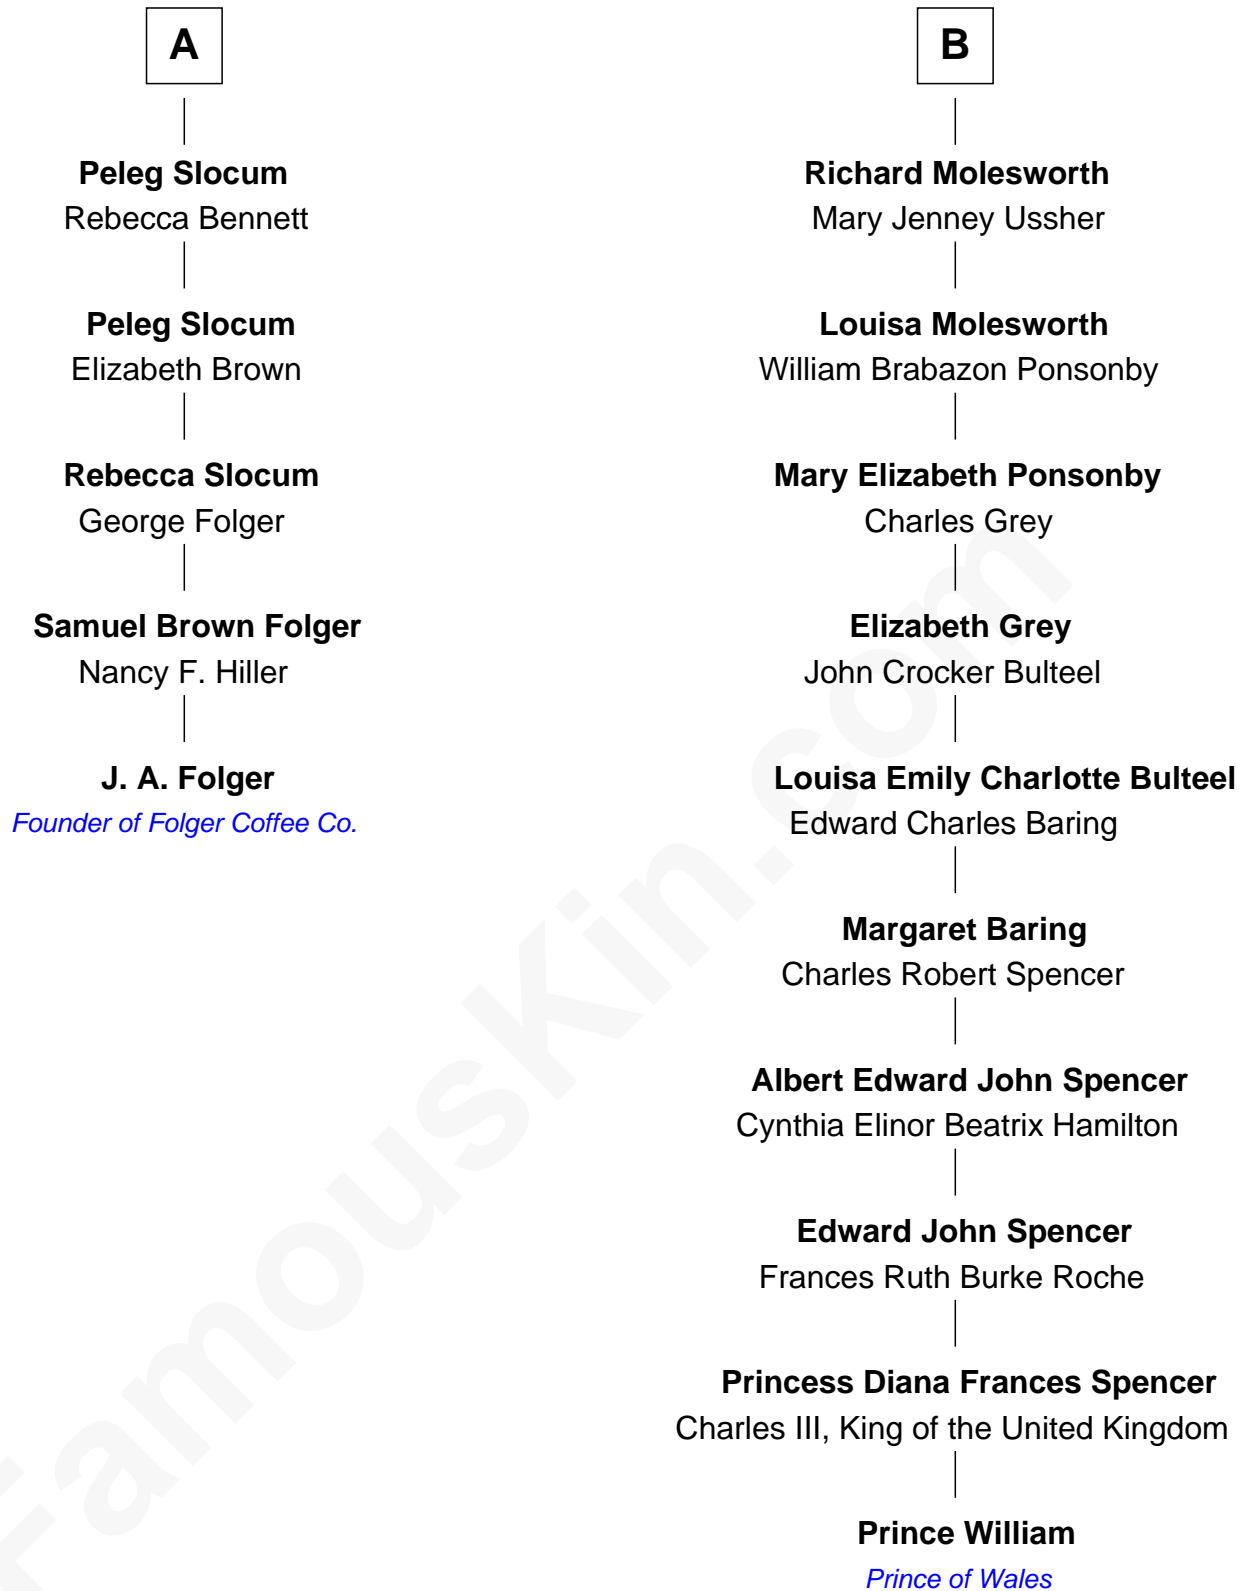 A
Peleg Slocum
Rebecca Bennett
Peleg Slocum
Elizabeth Brown
Rebecca Slocum
George Folger
Samuel Brown Folger
Nancy F. Hiller
J. A. Folger
Founder of Folger Coffee Co.
B
Richard Molesworth
Mary Jenney Ussher
Louisa Molesworth
William Brabazon Ponsonby
Mary Elizabeth Ponsonby
Charles Grey
Elizabeth Grey
John Crocker Bulteel
Louisa Emily Charlotte Bulteel
Edward Charles Baring
Margaret Baring
Charles Robert Spencer
Albert Edward John Spencer
Cynthia Elinor Beatrix Hamilton
Edward John Spencer
Frances Ruth Burke Roche
Princess Diana Frances Spencer
Charles III, King of the United Kingdom
Prince William
Prince of Wales
FamousKin.com